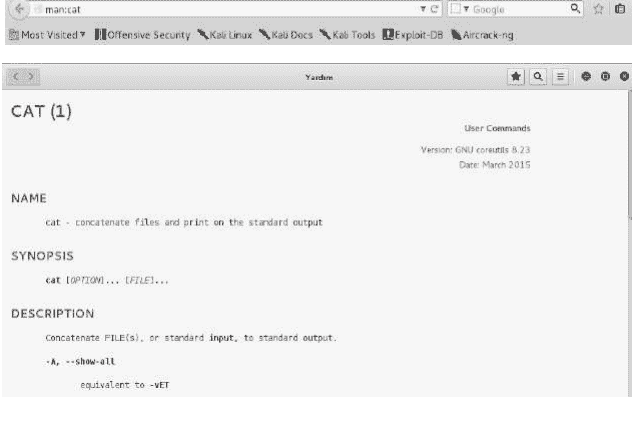 man:cat
Google
Most Visited Offensive Security Kali Linux Kali Docs Kali Tools Exploit-DB Aircrack-ng
Yardım
CAT (1)
User Commands
Version: GNU coreutils 8.23
Date: March 2015
NAME
cat - concatenate files and print on the standard output
SYNOPSIS
cat [OPTION]... [FILE]...
DESCRIPTION
Concatenate FILE(s), or standard input, to standard output.
-A, --show-all
equivalent to -vET